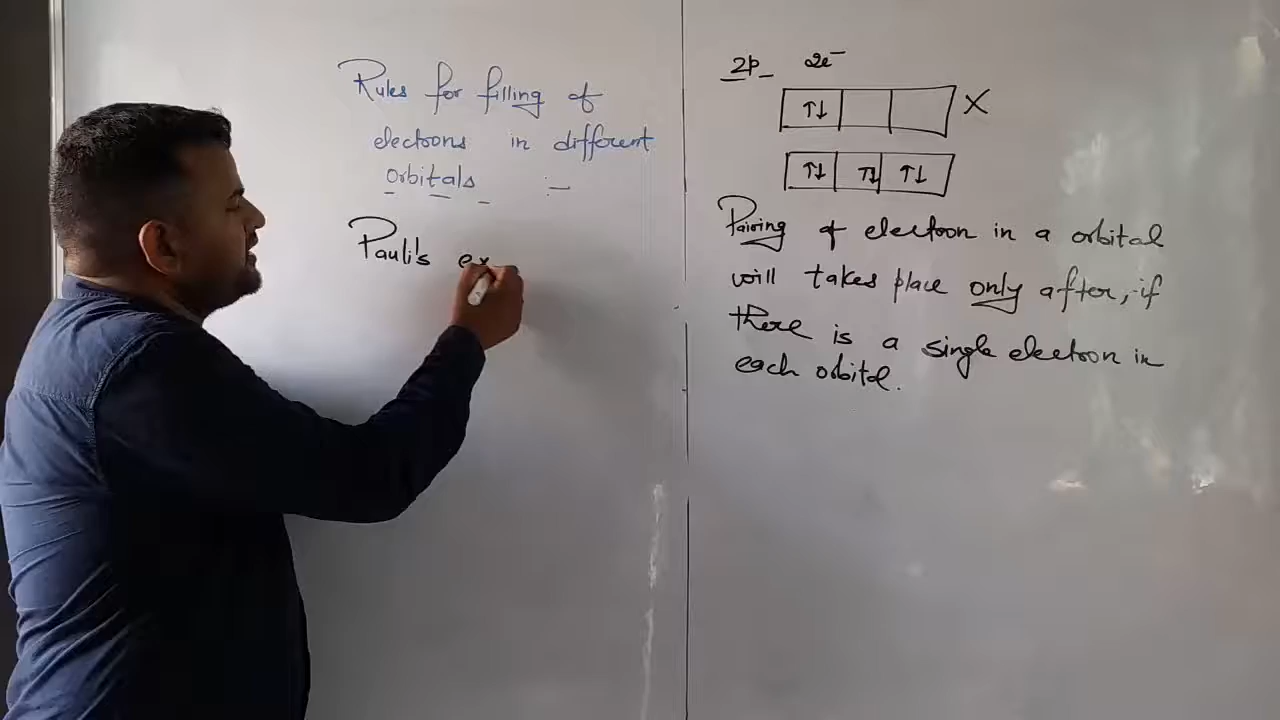 Rules for filling of
electrons in different
orbitals :-
Pauli's ex
2p 2e⁻
↑↓ X
↑↓ ↑↓ ↑↓
Pairing of electron in a orbital
will takes place only after, if
there is a single electron in
each orbital.